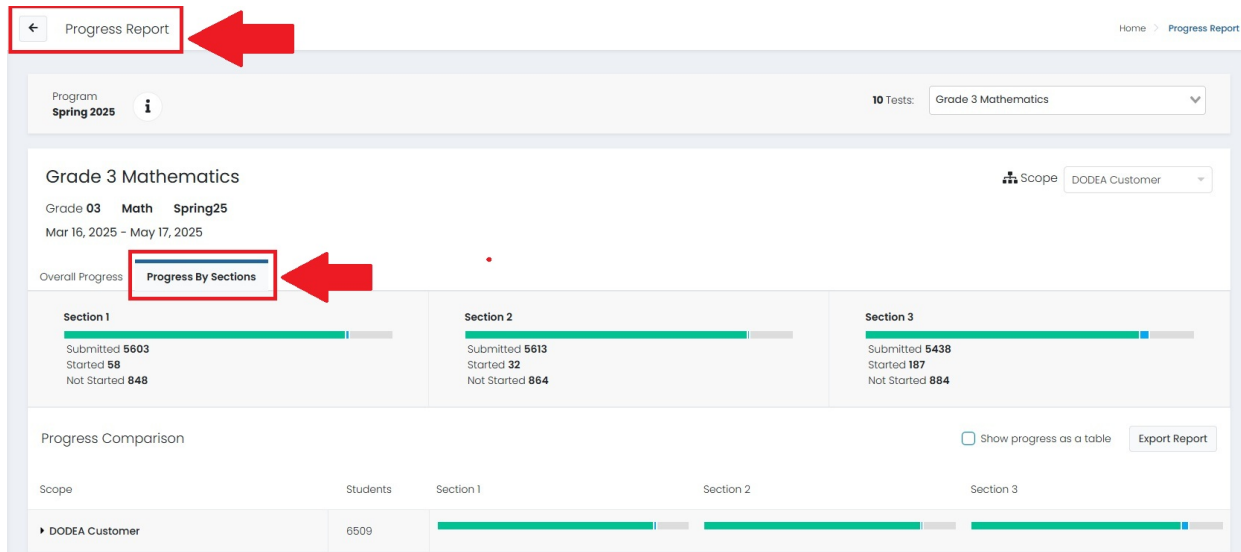 Progress Report
Home > Progress Report
Program
Spring 2025
i
10 Tests: Grade 3 Mathematics
Grade 3 Mathematics
Scope DODEA Customer
Grade 03 Math Spring25
Mar 16, 2025 - May 17, 2025
Overall Progress Progress By Sections
Section 1
Submitted 5603
Started 58
Not Started 848
Section 2
Submitted 5613
Started 32
Not Started 864
Section 3
Submitted 5438
Started 187
Not Started 884
Progress Comparison
Show progress as a table Export Report
Scope Students Section 1 Section 2 Section 3
DODEA Customer 6509